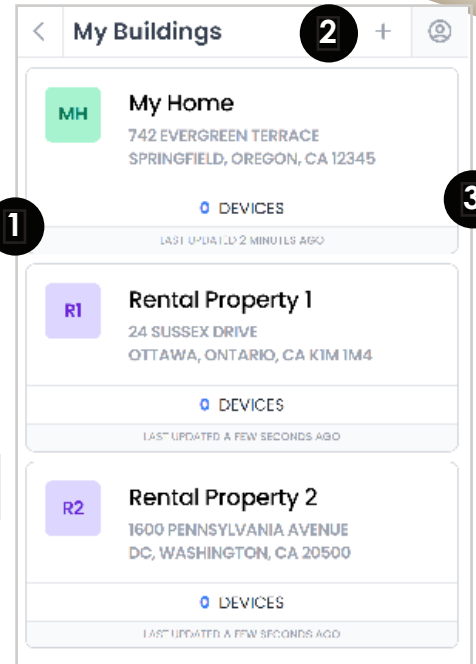 My Buildings
2
MH
My Home
742 EVERGREEN TERRACE
SPRINGFIELD, OREGON, CA 12345
0 DEVICES
3
1
LAST UPDATED 2 MINUTES AGO
R1
Rental Property 1
24 SUSSEX DRIVE
OTTAWA, ONTARIO, CA K1M 1M4
0 DEVICES
LAST UPDATED A FEW SECONDS AGO
R2
Rental Property 2
1600 PENNSYLVANIA AVENUE
DC, WASHINGTON, CA 20500
0 DEVICES
LAST UPDATED A FEW SECONDS AGO